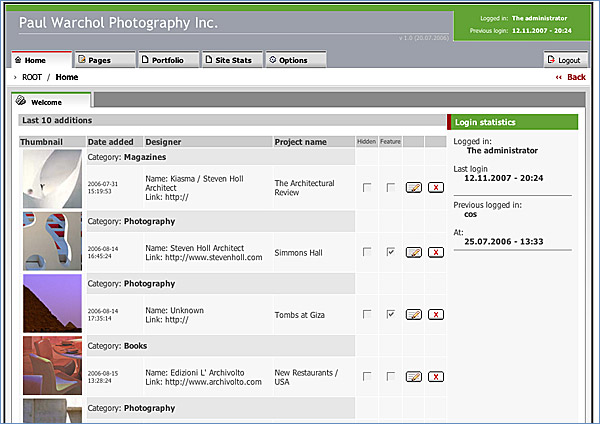 Paul Warchol Photography Inc.
v 1.0 (20.07.2006)
Logged in: The administrator
Previous login: 12.11.2007 - 20:24
Home Pages Portfolio Site Stats Options Logout
› ROOT / Home ‹‹ Back
Welcome
Last 10 additions
Thumbnail Date added Designer Project name Hidden Feature
Category: Magazines
2006-07-31
15:19:53
Name: Kiasma / Steven Holl
Architect
Link: http://
The Architectural
Review
X
Category: Photography
2006-08-14
16:45:24
Name: Steven Holl Architect
Link: http://www.stevenholl.com
Simmons Hall
X
Category: Photography
2006-08-14
17:35:14
Name: Unknown
Link: http://
Tombs at Giza
X
Category: Books
2006-08-15
13:28:24
Name: Edizioni L' Archivolto
Link: http://www.archivolto.com
New Restaurants /
USA
X
Category: Photography
Login statistics
Logged in:
The administrator
Last login
12.11.2007 - 20:24
Previous logged in:
cos
At:
25.07.2006 - 13:33